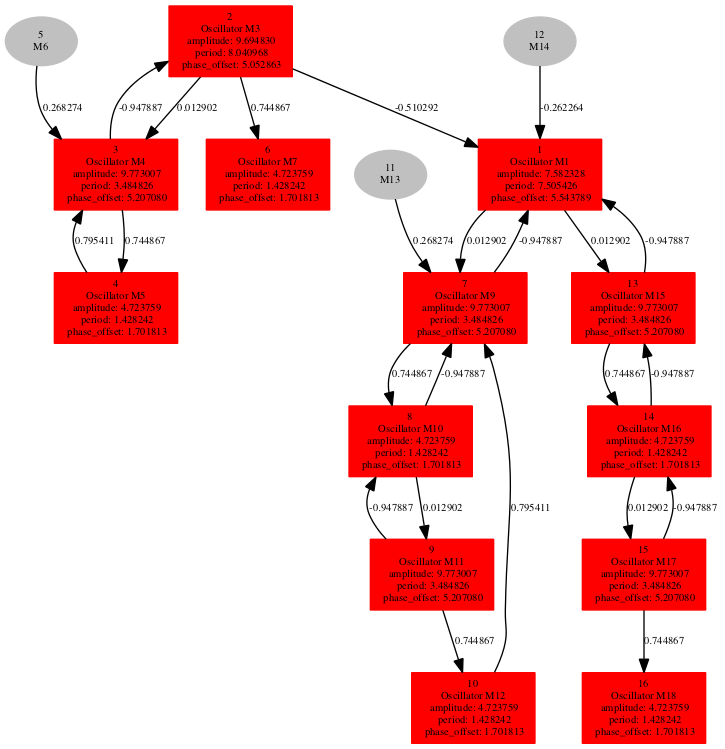 5
M6
2
Oscillator M3
amplitude: 9.694830
period: 8.040968
phase_offset: 5.052863
12
M14
0.268274
-0.947887
0.012902
0.744867
-0.510292
-0.262264
3
Oscillator M4
amplitude: 9.773007
period: 3.484826
phase_offset: 5.207080
6
Oscillator M7
amplitude: 4.723759
period: 1.428242
phase_offset: 1.701813
11
M13
1
Oscillator M1
amplitude: 7.582328
period: 7.505426
phase_offset: 5.543789
0.795411
0.744867
0.268274
0.012902
-0.947887
0.012902
-0.947887
4
Oscillator M5
amplitude: 4.723759
period: 1.428242
phase_offset: 1.701813
7
Oscillator M9
amplitude: 9.773007
period: 3.484826
phase_offset: 5.207080
13
Oscillator M15
amplitude: 9.773007
period: 3.484826
phase_offset: 5.207080
0.744867
-0.947887
0.744867
-0.947887
8
Oscillator M10
amplitude: 4.723759
period: 1.428242
phase_offset: 1.701813
14
Oscillator M16
amplitude: 4.723759
period: 1.428242
phase_offset: 1.701813
-0.947887
0.012902
0.795411
0.012902
-0.947887
9
Oscillator M11
amplitude: 9.773007
period: 3.484826
phase_offset: 5.207080
15
Oscillator M17
amplitude: 9.773007
period: 3.484826
phase_offset: 5.207080
0.744867
0.744867
10
Oscillator M12
amplitude: 4.723759
period: 1.428242
phase_offset: 1.701813
16
Oscillator M18
amplitude: 4.723759
period: 1.428242
phase_offset: 1.701813